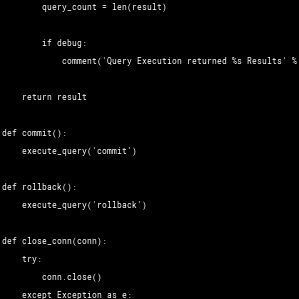 query_count = len(result)
if debug:
comment('Query Execution returned %s Results' %
return result
def commit():
execute_query('commit')
def rollback():
execute_query('rollback')
def close_conn(conn):
try:
conn.close()
except Exception as e: